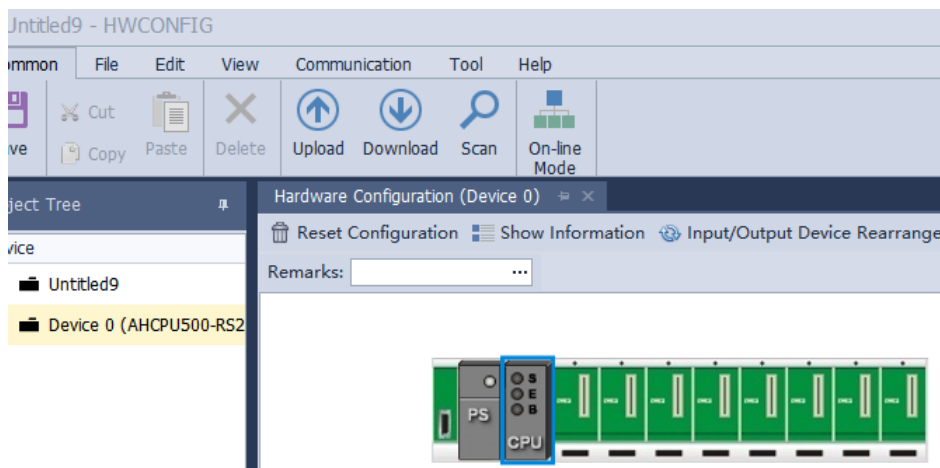 Untitled9 - HWCONFIG
ommon File Edit View Communication Tool Help
Cut
Copy
ve Paste Delete Upload Download Scan On-line
Mode
ject Tree
Hardware Configuration (Device 0)
Reset Configuration Show Information Input/Output Device Rearrange
vice
Remarks: ...
Untitled9
Device 0 (AHCPU500-RS2
S
E
B
PS
CPU